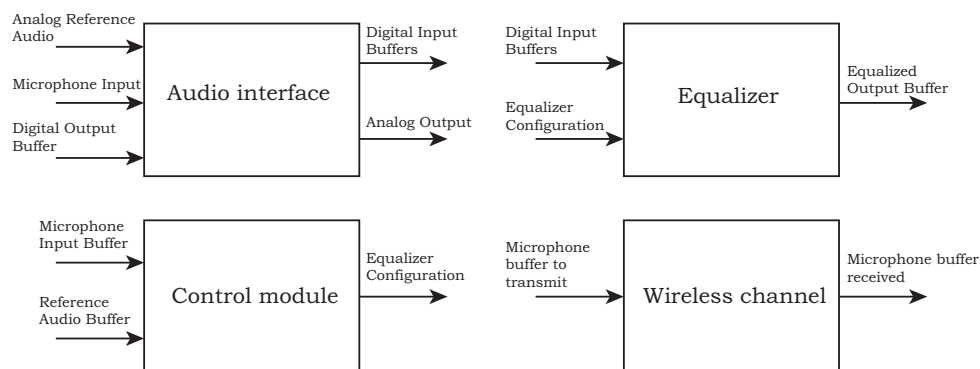 Analog Reference
Audio
Microphone Input
Digital Output
Buffer
Audio interface
Digital Input
Buffers
Analog Output
Digital Input
Buffers
Equalizer
Configuration
Equalizer
Equalized
Output Buffer
Microphone
Input Buffer
Reference
Audio Buffer
Control module
Equalizer
Configuration
Microphone
buffer to
transmit
Wireless channel
Microphone buffer
received